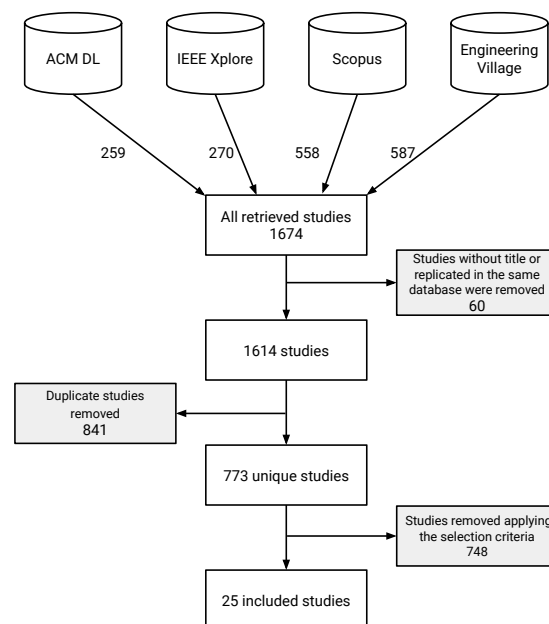 ACM DL
IEEE Xplore
Scopus
Engineering
Village
259
270
558
587
All retrieved studies
1674
Studies without title or
replicated in the same
database were removed
60
1614 studies
Duplicate studies
removed
841
773 unique studies
Studies removed applying
the selection criteria
748
25 included studies